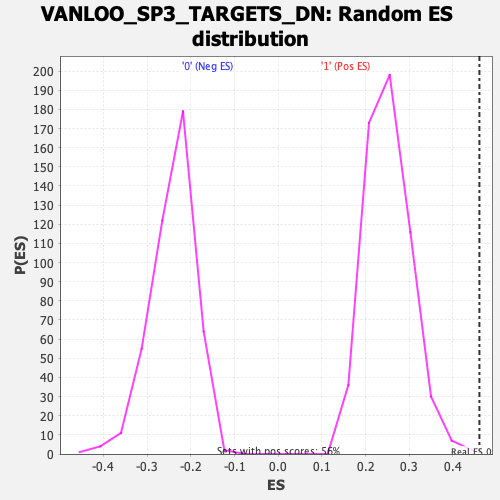 VANLOO_SP3_TARGETS_DN: Random ES
distribution
'0' (Neg ES) '1' (Pos ES)
200
190
180
170
160
150
140
130
120
110
100
90
80
70
60
50
40
30
20
10
0
P(ES)
Sets with pos scores: 56%
Real ES 0
-0.4 -0.3 -0.2 -0.1 0.0 0.1 0.2 0.3 0.4
ES